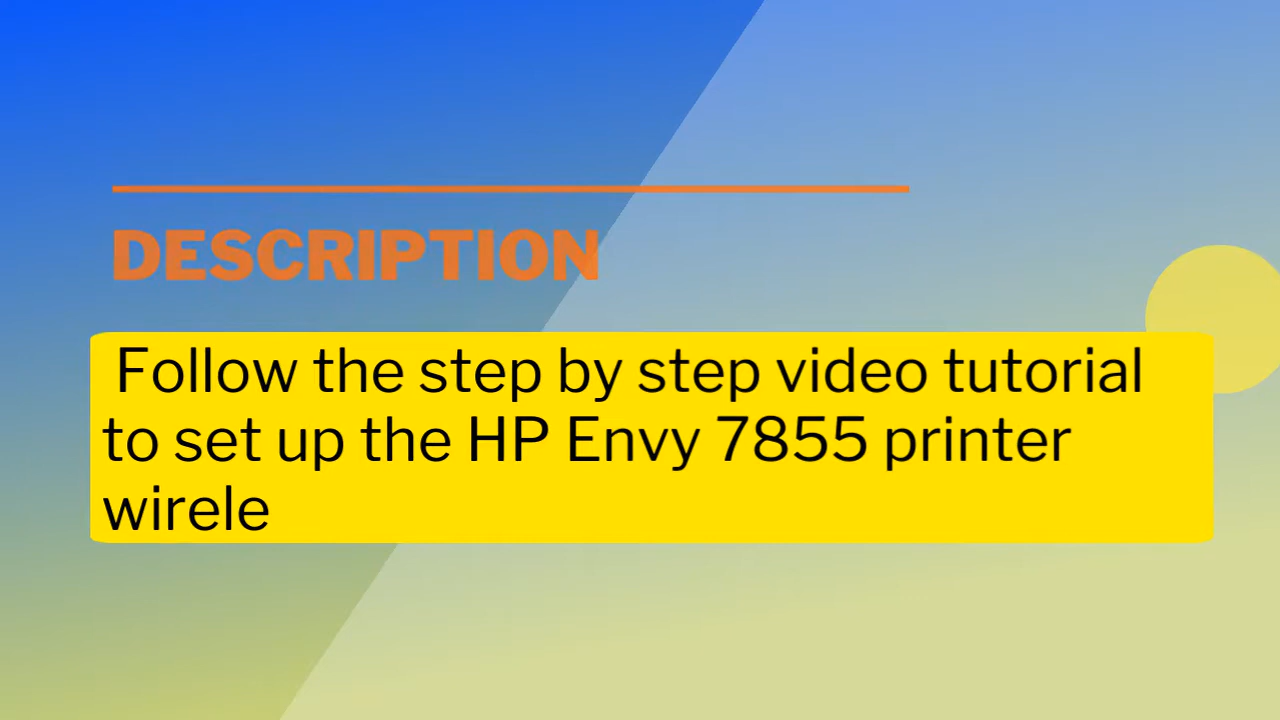 DESCRIPTION
Follow the step by step video tutorial
to set up the HP Envy 7855 printer
wirele